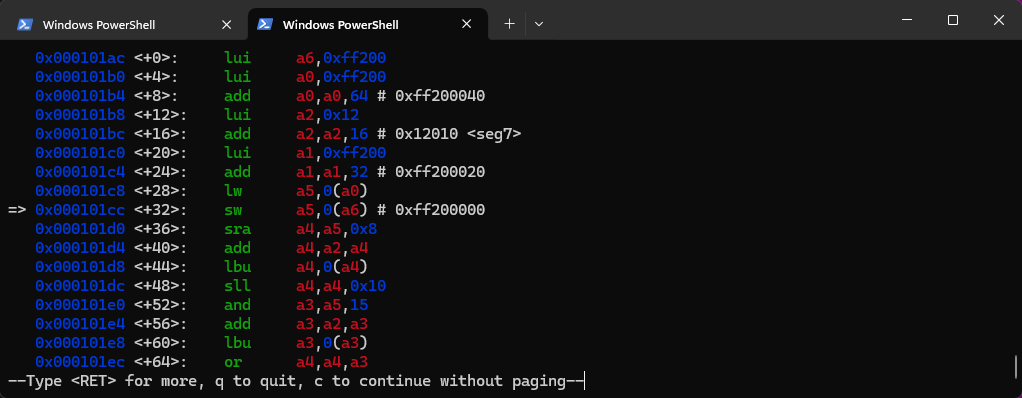 Windows PowerShell Windows PowerShell
0x000101ac <+0>: lui a6,0xff200
0x000101b0 <+4>: lui a0,0xff200
0x000101b4 <+8>: add a0,a0,64 # 0xff200040
0x000101b8 <+12>: lui a2,0x12
0x000101bc <+16>: add a2,a2,16 # 0x12010 <seg7>
0x000101c0 <+20>: lui a1,0xff200
0x000101c4 <+24>: add a1,a1,32 # 0xff200020
0x000101c8 <+28>: lw a5,0(a0)
=> 0x000101cc <+32>: sw a5,0(a6) # 0xff200000
0x000101d0 <+36>: sra a4,a5,0x8
0x000101d4 <+40>: add a4,a2,a4
0x000101d8 <+44>: lbu a4,0(a4)
0x000101dc <+48>: sll a4,a4,0x10
0x000101e0 <+52>: and a3,a5,15
0x000101e4 <+56>: add a3,a2,a3
0x000101e8 <+60>: lbu a3,0(a3)
0x000101ec <+64>: or a4,a4,a3
--Type <RET> for more, q to quit, c to continue without paging--